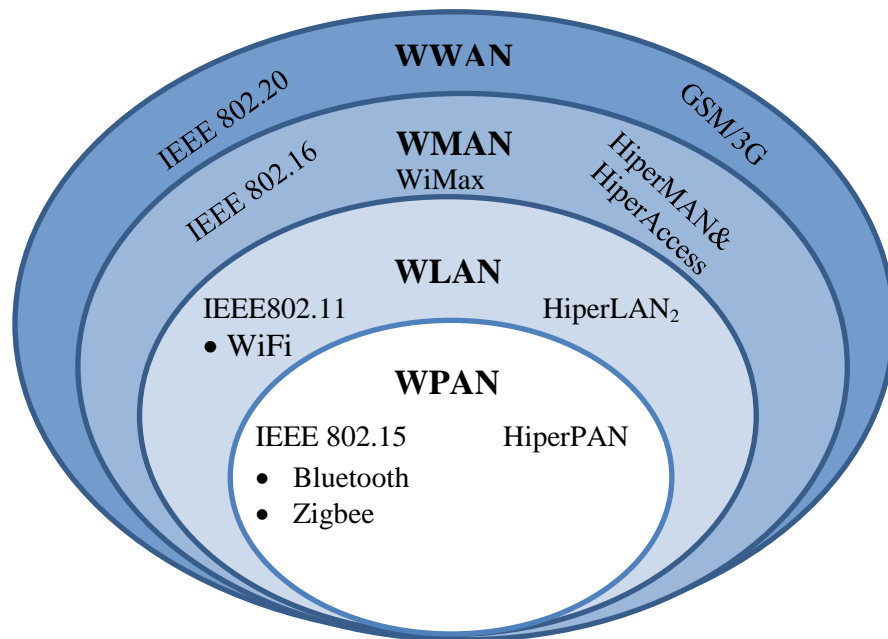 WWAN
IEEE 802.20
GSM/3G
WMAN
WiMax
IEEE 802.16
HiperMAN&
HiperAccess
WLAN
IEEE802.11
• WiFi
HiperLAN₂
WPAN
IEEE 802.15
HiperPAN
• Bluetooth
• Zigbee